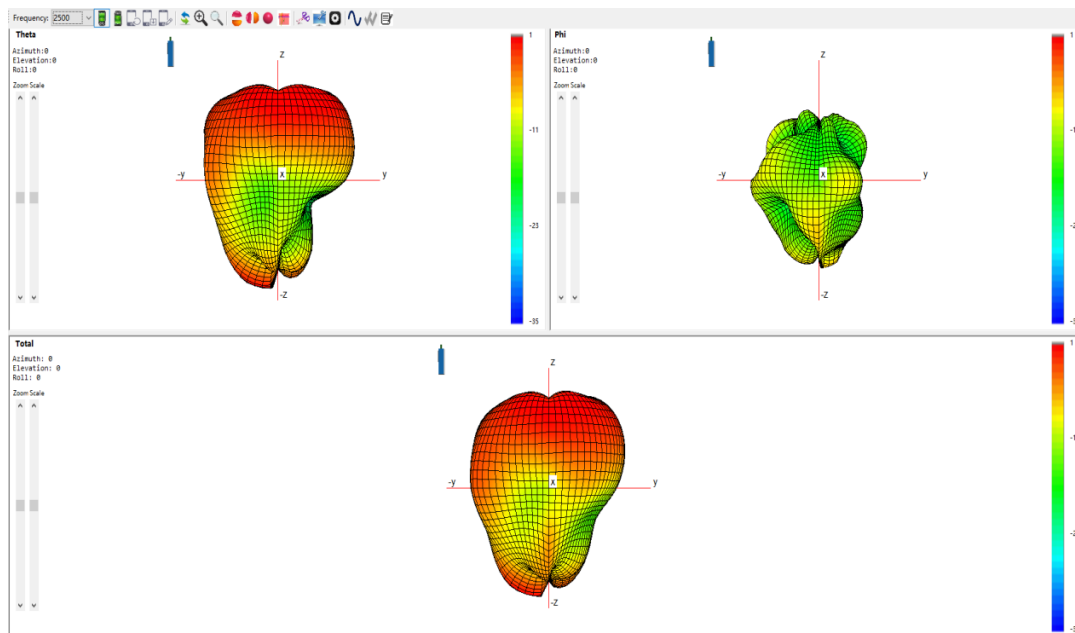 Frequency: 2500
Theta
Azimuth:0
Elevation:0
Roll:0
Zoom Scale
Z
-y
X
y
-Z
1
-11
-23
-35
Phi
Azimuth:0
Elevation:0
Roll:0
Zoom Scale
Z
-y
X
y
-Z
1
Total
Azimuth: 0
Elevation: 0
Roll: 0
Zoom Scale
Z
-y
X
y
-Z
1